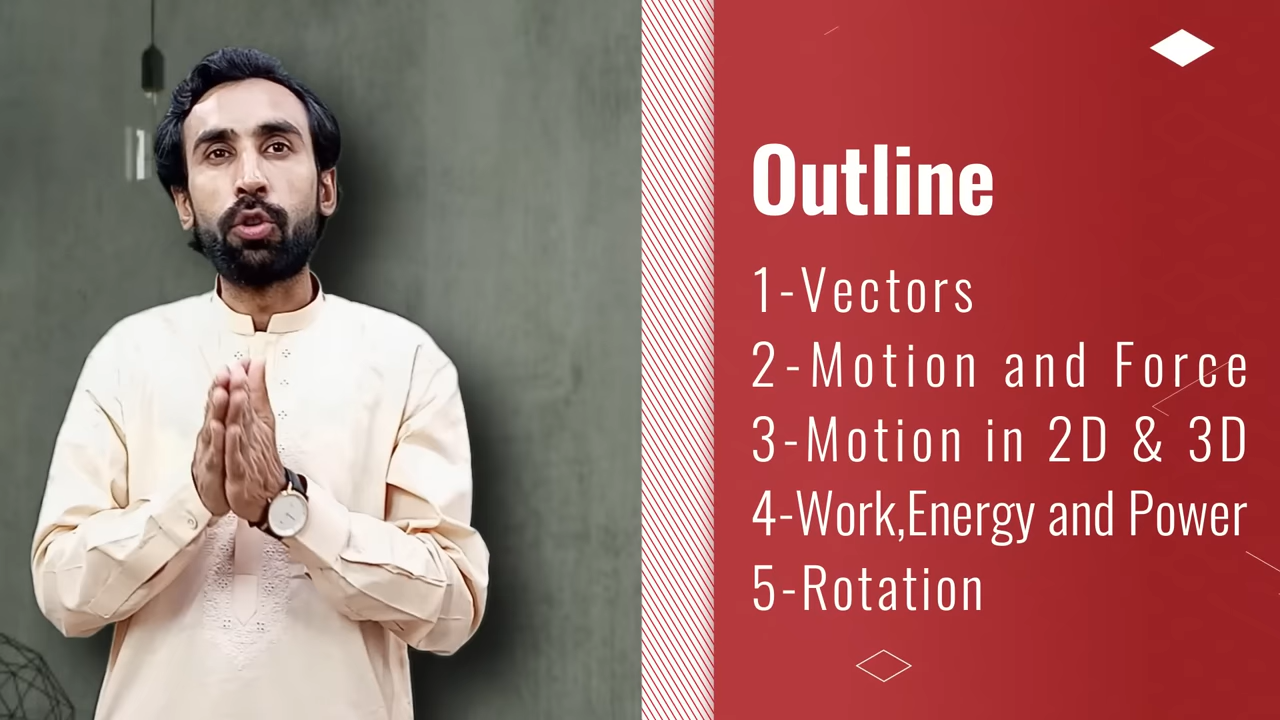 Outline
1-Vectors
2-Motion and Force
3-Motion in 2D & 3D
4-Work,Energy and Power
5-Rotation